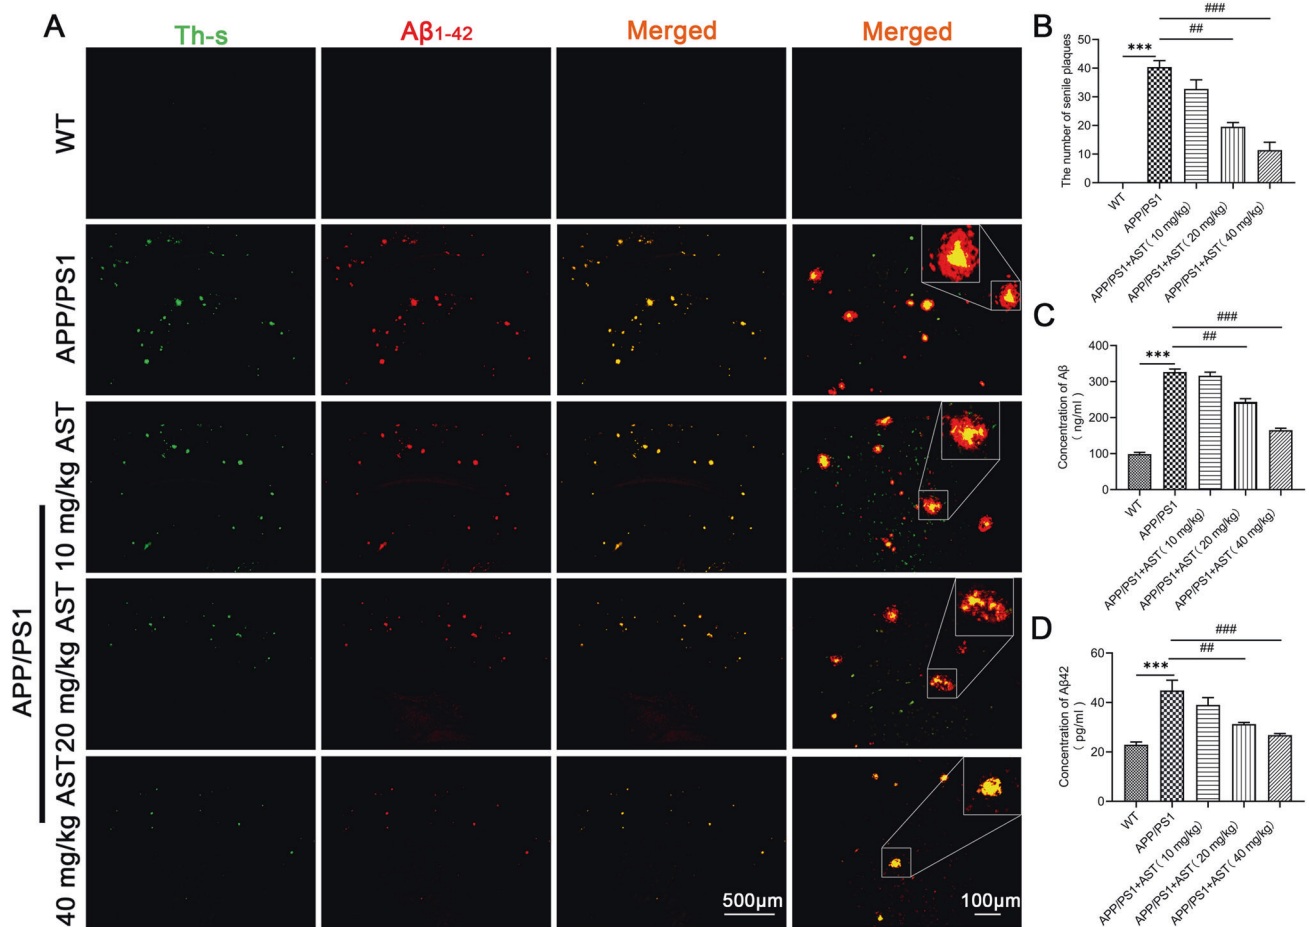 A
Th-s
Aβ1-42
Merged
Merged
WT
APP/PS1
APP/PS1
10 mg/kg AST
20 mg/kg AST
40 mg/kg AST
500μm
100μm
B
The number of senile plaques
50
40
30
20
10
0
***
##
###
WT
APP/PS1
APP/PS1+AST( 10 mg/kg)
APP/PS1+AST( 20 mg/kg)
APP/PS1+AST( 40 mg/kg)
C
Concentration of Aβ
( ng/ml)
400
300
200
100
0
***
##
###
WT
APP/PS1
APP/PS1+AST( 10 mg/kg)
APP/PS1+AST( 20 mg/kg)
APP/PS1+AST( 40 mg/kg)
D
Concentration of Aβ42
( pg/ml)
60
40
20
0
***
##
###
WT
APP/PS1
APP/PS1+AST( 10 mg/kg)
APP/PS1+AST( 20 mg/kg)
APP/PS1+AST( 40 mg/kg)